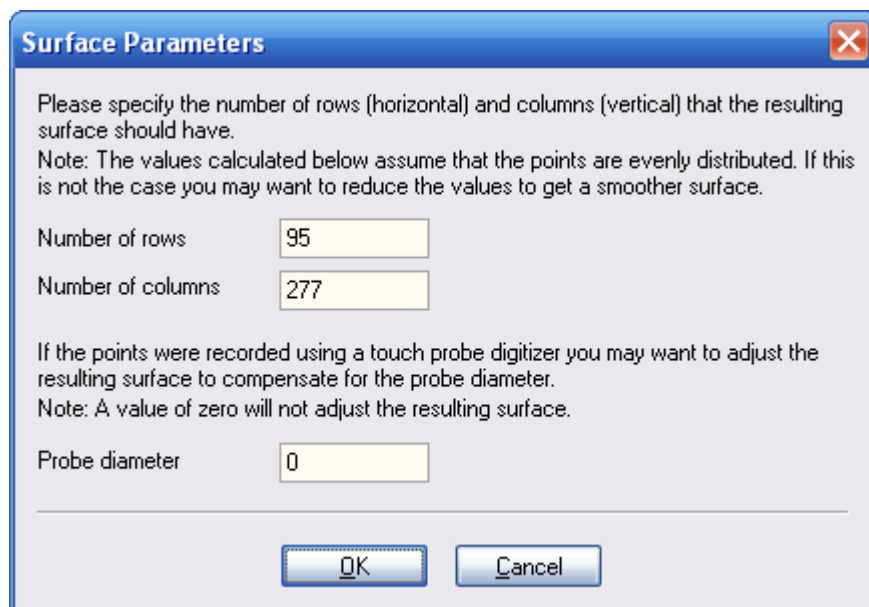 Surface Parameters
Please specify the number of rows (horizontal) and columns (vertical) that the resulting
surface should have.
Note: The values calculated below assume that the points are evenly distributed. If this
is not the case you may want to reduce the values to get a smoother surface.
Number of rows 95
Number of columns 277
If the points were recorded using a touch probe digitizer you may want to adjust the
resulting surface to compensate for the probe diameter.
Note: A value of zero will not adjust the resulting surface.
Probe diameter 0
OK Cancel